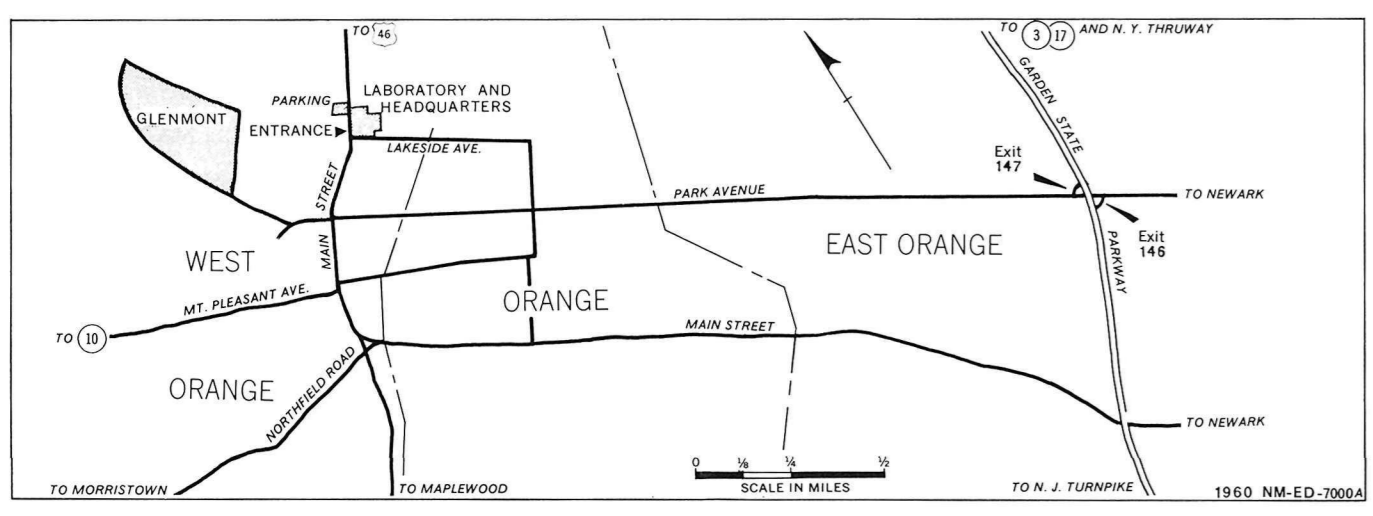 TO 46
TO 3 17 AND N. Y. THRUWAY
GLENMONT
PARKING
LABORATORY AND
HEADQUARTERS
ENTRANCE
LAKESIDE AVE.
GARDEN STATE
PARKWAY
Exit
147
STREET
MAIN
PARK AVENUE
TO NEWARK
Exit
146
WEST
EAST ORANGE
MT. PLEASANT AVE.
ORANGE
TO 10
MAIN STREET
ORANGE
NORTHFIELD ROAD
TO NEWARK
0 ⅛ ¼ ½
SCALE IN MILES
TO MORRISTOWN
TO MAPLEWOOD
TO N. J. TURNPIKE
1960 NM-ED-7000A